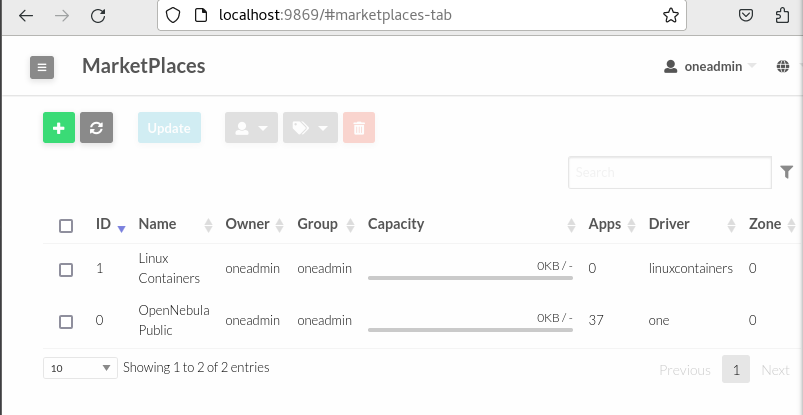 localhost:9869/#marketplaces-tab
MarketPlaces
oneadmin
Update
Search
ID Name Owner Group Capacity Apps Driver Zone
1 Linux Containers oneadmin oneadmin 0KB / - 0 linuxcontainers 0
0 OpenNebula Public oneadmin oneadmin 0KB / - 37 one 0
10 Showing 1 to 2 of 2 entries Previous 1 Next